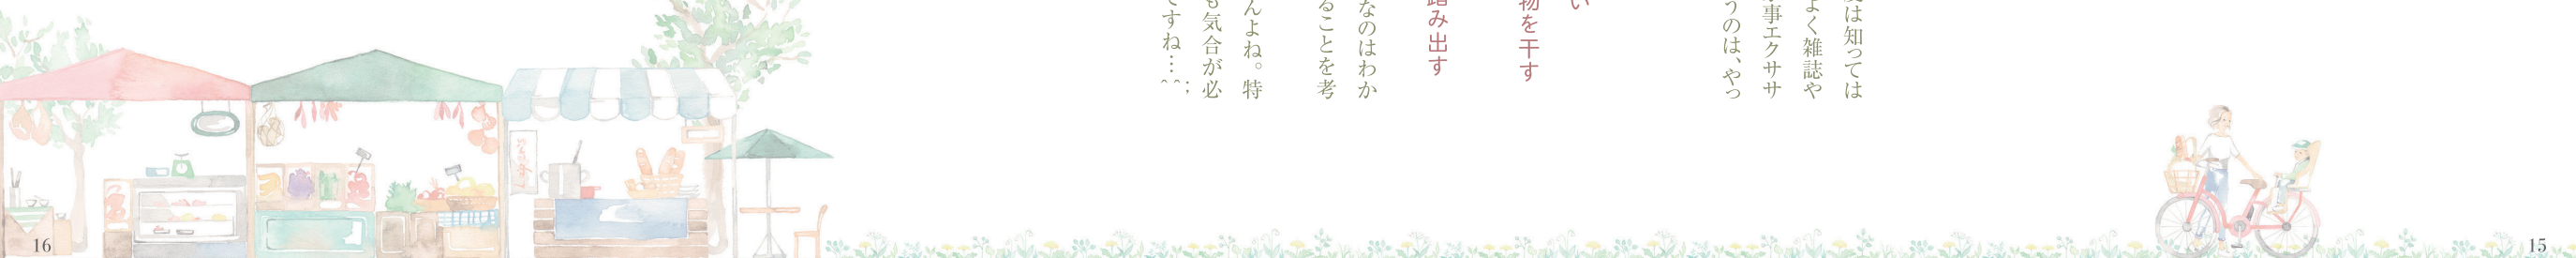 は知っては
よく雑誌や
事エクササ
うのは、やっ
い
物を干す
踏み出す
なのはわか
ることを考
んよね。特
も気合が必
ですね…^^;
15
16